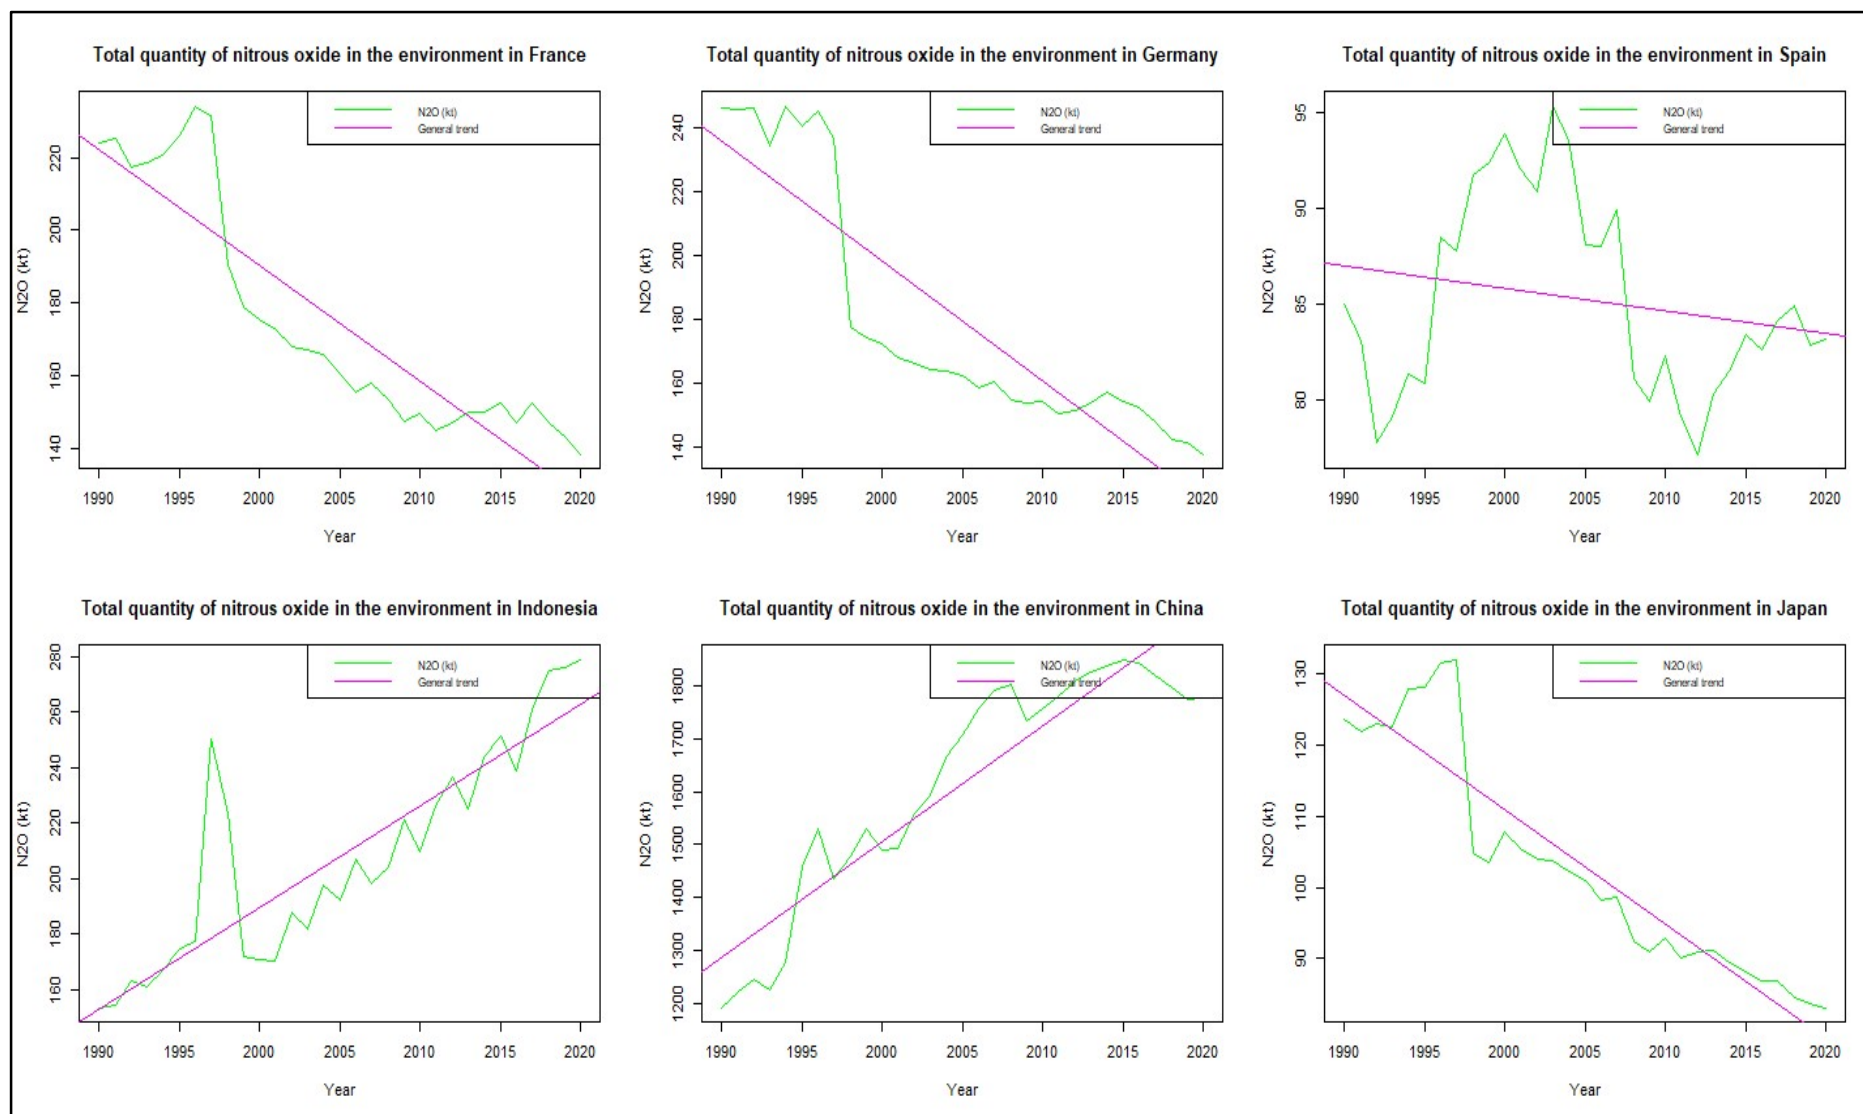 Total quantity of nitrous oxide in the environment in France
N2O (kt)
General trend
N2O (kt)
220
200
180
160
140
1990 1995 2000 2005 2010 2015 2020
Year
Total quantity of nitrous oxide in the environment in Germany
N2O (kt)
General trend
N2O (kt)
240
220
200
180
160
140
1990 1995 2000 2005 2010 2015 2020
Year
Total quantity of nitrous oxide in the environment in Spain
N2O (kt)
General trend
N2O (kt)
95
90
85
80
1990 1995 2000 2005 2010 2015 2020
Year
Total quantity of nitrous oxide in the environment in Indonesia
N2O (kt)
General trend
N2O (kt)
280
260
240
220
200
180
160
1990 1995 2000 2005 2010 2015 2020
Year
Total quantity of nitrous oxide in the environment in China
N2O (kt)
General trend
N2O (kt)
1800
1700
1600
1500
1400
1300
1200
1990 1995 2000 2005 2010 2015 2020
Year
Total quantity of nitrous oxide in the environment in Japan
N2O (kt)
General trend
N2O (kt)
130
120
110
100
90
1990 1995 2000 2005 2010 2015 2020
Year